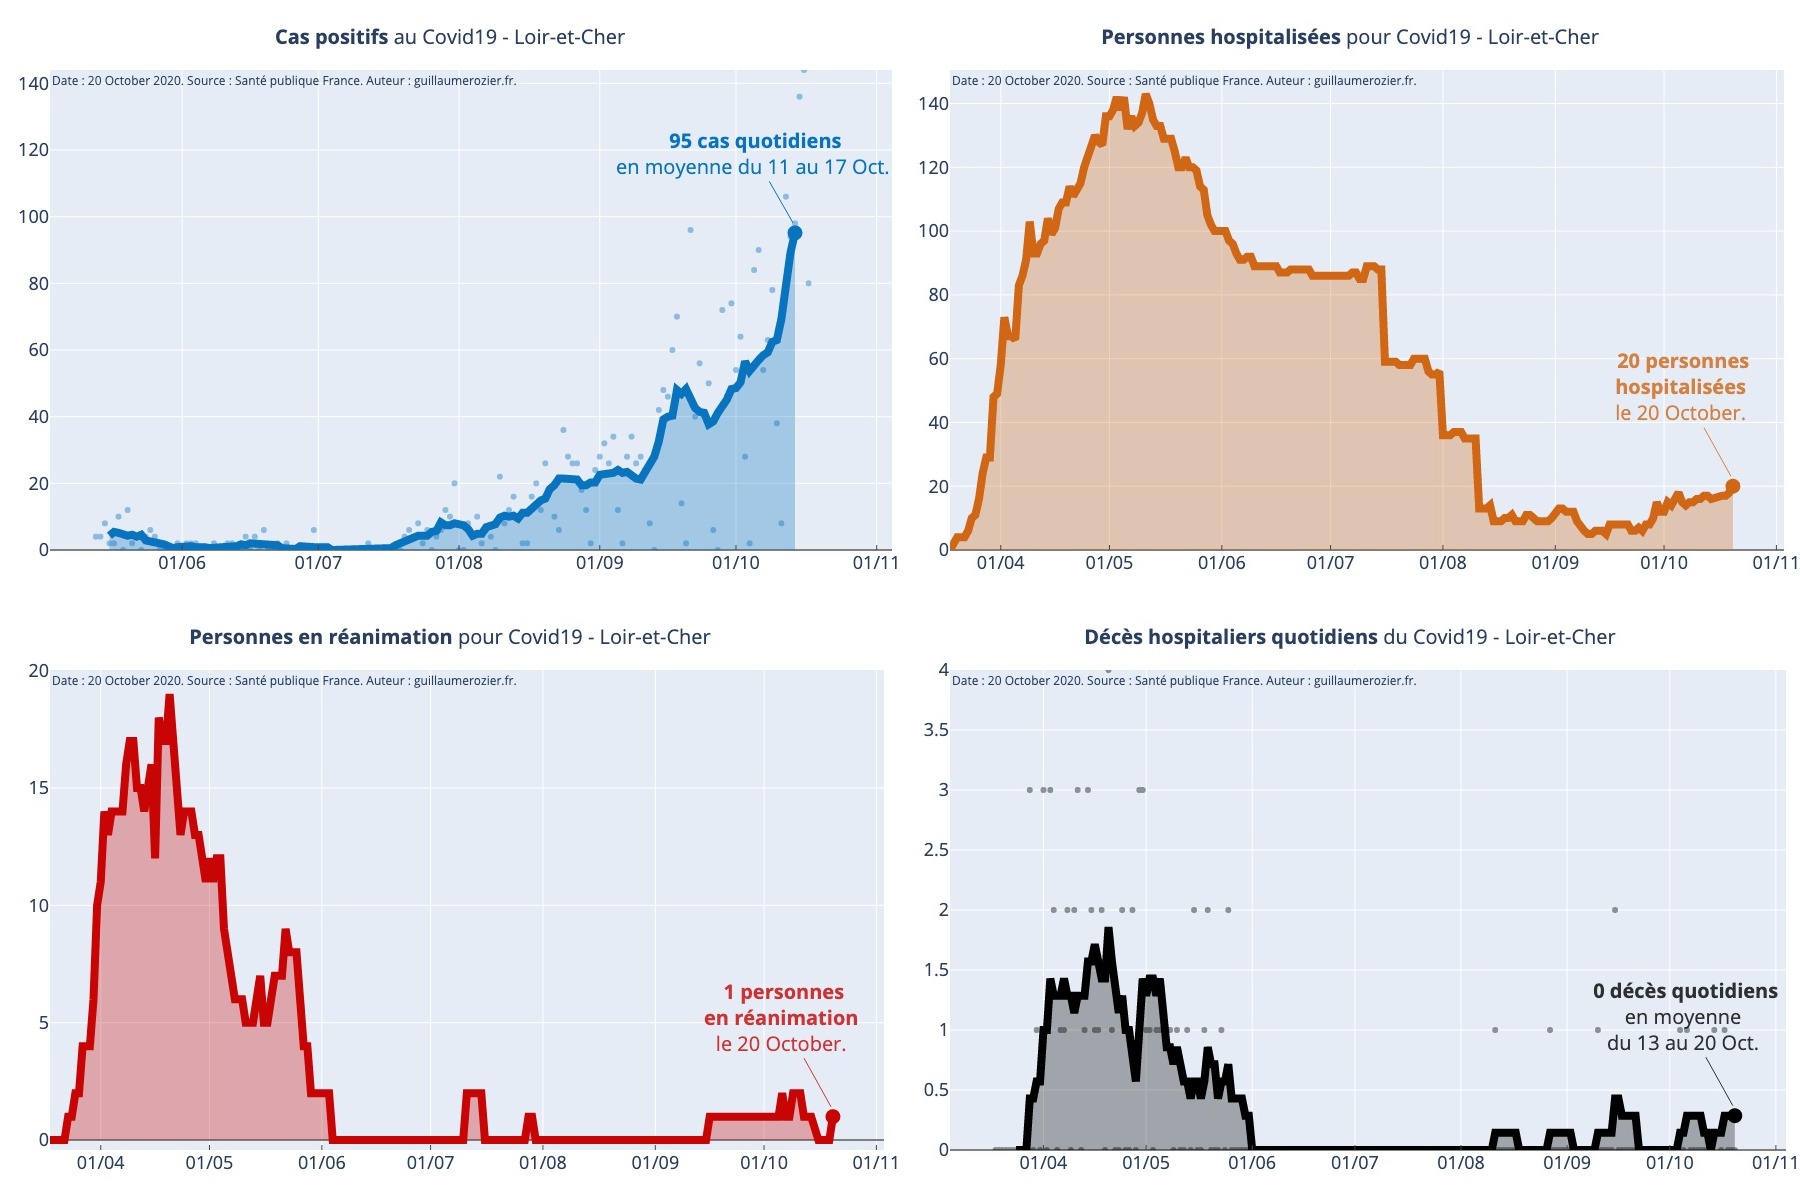 Cas positifs au Covid19 - Loir-et-Cher
Date : 20 October 2020. Source : Santé publique France. Auteur : guillaumerozier.fr.
140
120
100
80
60
40
20
0
95 cas quotidiens
en moyenne du 11 au 17 Oct.
01/06 01/07 01/08 01/09 01/10 01/11
Personnes hospitalisées pour Covid19 - Loir-et-Cher
Date : 20 October 2020. Source : Santé publique France. Auteur : guillaumerozier.fr.
140
120
100
80
60
40
20
0
20 personnes
hospitalisées
le 20 October.
01/04 01/05 01/06 01/07 01/08 01/09 01/10 01/11
Personnes en réanimation pour Covid19 - Loir-et-Cher
Date : 20 October 2020. Source : Santé publique France. Auteur : guillaumerozier.fr.
20
15
10
5
0
1 personnes
en réanimation
le 20 October.
01/04 01/05 01/06 01/07 01/08 01/09 01/10 01/11
Décès hospitaliers quotidiens du Covid19 - Loir-et-Cher
Date : 20 October 2020. Source : Santé publique France. Auteur : guillaumerozier.fr.
4
3.5
3
2.5
2
1.5
1
0.5
0
0 décès quotidiens
en moyenne
du 13 au 20 Oct.
01/04 01/05 01/06 01/07 01/08 01/09 01/10 01/11